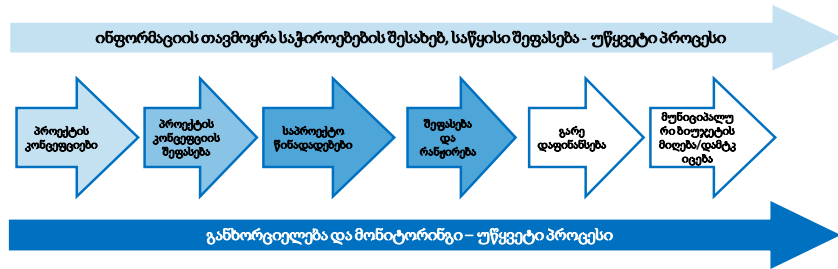 ინფორმაციის თავმოყრა საჭიროებების შესახებ, საწყისი შეფასება - უწყვეტი პროცესი
პროექტის
კონცეფციები
პროექტის
კონცეფციის
შეფასება
საპროექტო
წინადადებები
შეფასება
და
რანჟირება
გარე
დაფინანსება
მუნიციპალუ
რი ბიუჯეტის
მიღება/დამტკ
იცება
განხორციელება და მონიტორინგი – უწყვეტი პროცესი